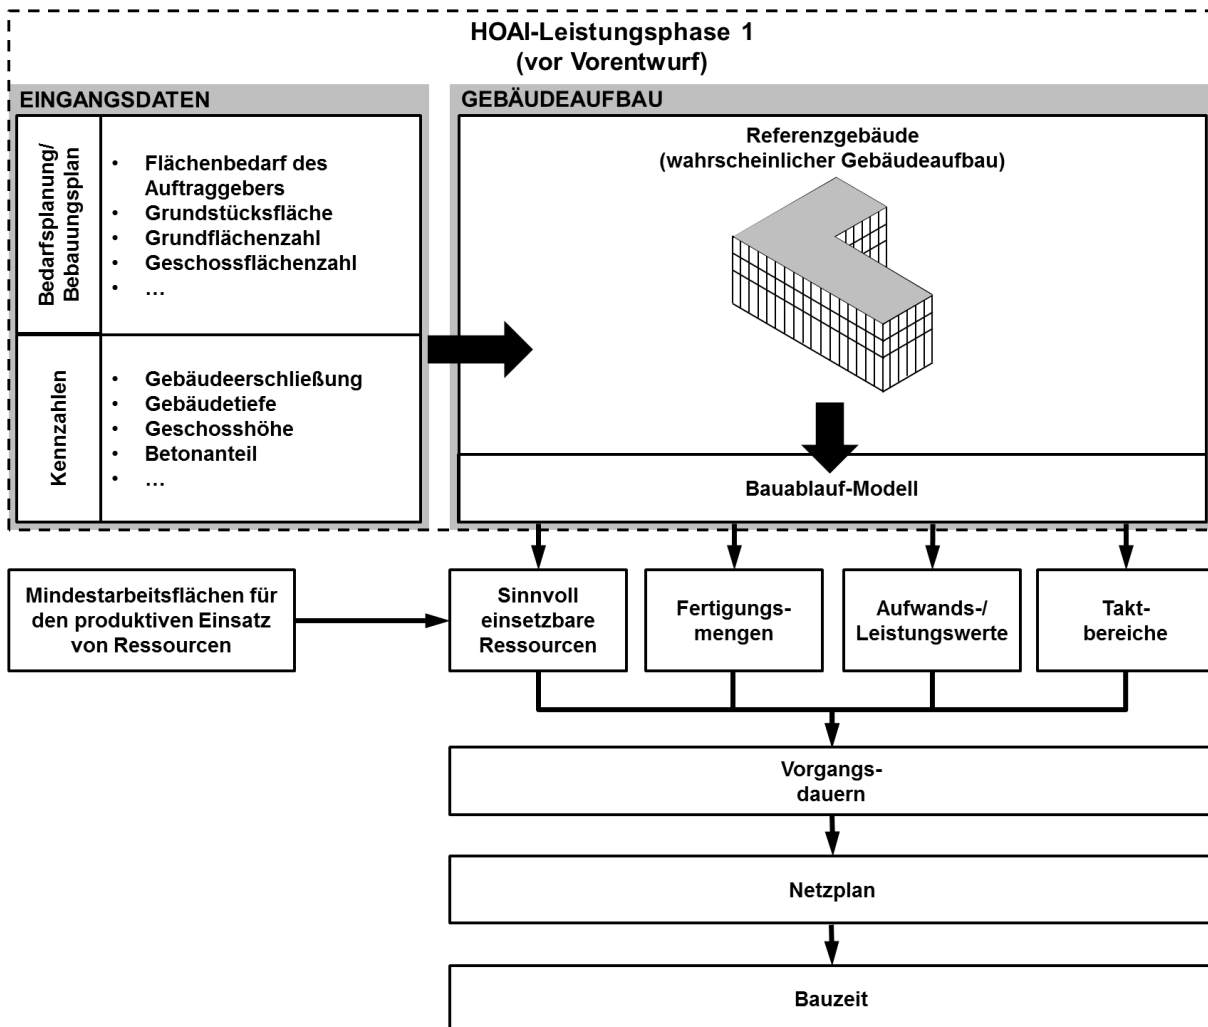 HOAI-Leistungsphase 1
(vor Vorentwurf)
EINGANGSDATEN
Bedarfsplanung/
Bebauungsplan
• Flächenbedarf des
Auftraggebers
• Grundstücksfläche
• Grundflächenzahl
• Geschossflächenzahl
• …
Kennzahlen
• Gebäudeerschließung
• Gebäudetiefe
• Geschosshöhe
• Betonanteil
• …
GEBÄUDEAUFBAU
Referenzgebäude
(wahrscheinlicher Gebäudeaufbau)
Bauablauf-Modell
Mindestarbeitsflächen für
den produktiven Einsatz
von Ressourcen
Sinnvoll
einsetzbare
Ressourcen
Fertigungs-
mengen
Aufwands-/
Leistungswerte
Takt-
bereiche
Vorgangs-
dauern
Netzplan
Bauzeit